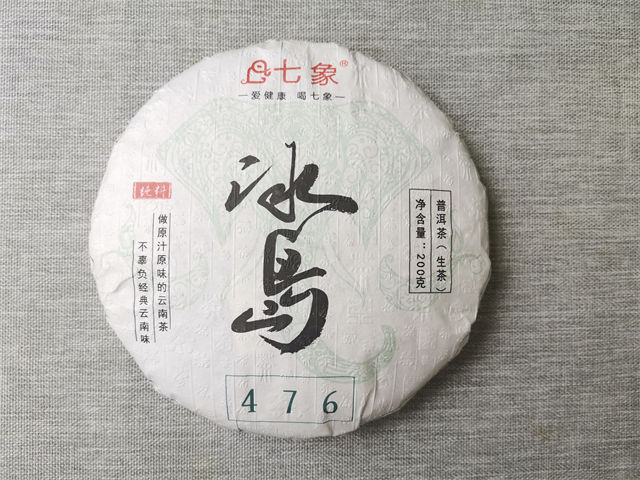 七象®
—爱健康 喝七象—
冰岛
纯料
做原汁原味的云南茶
不辜负经典云南味
普洱茶（生茶）
净含量：200克
476